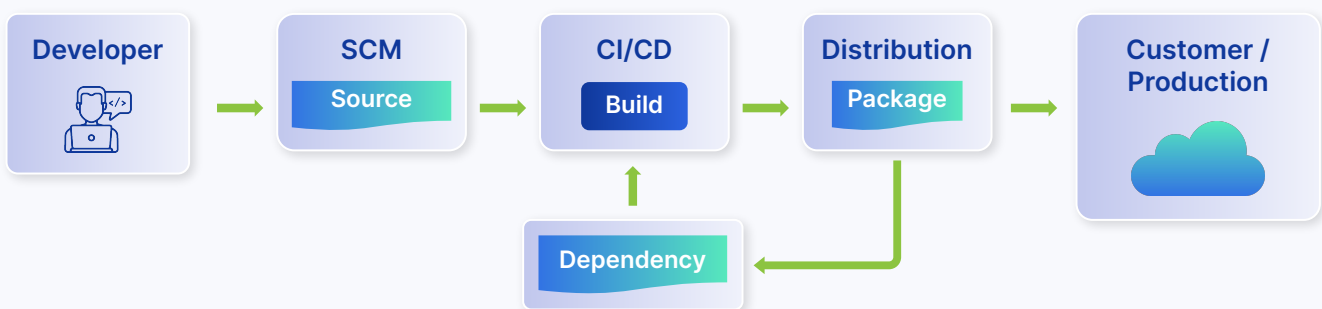 Developer
</>
SCM
Source
CI/CD
Build
Distribution
Package
Customer /
Production
Dependency